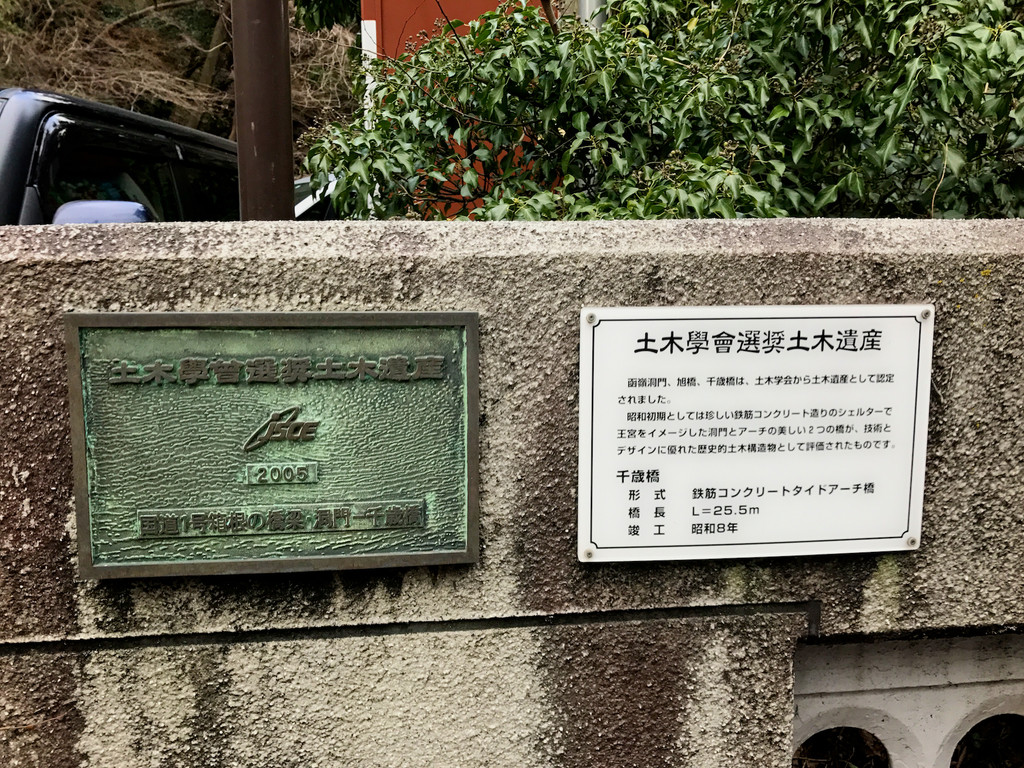 土木學會選奨土木遺産
JSCE
2005
国道1号箱根の橋梁・洞門－千歳橋
土木學會選奨土木遺産
函嶺洞門、旭橋、千歳橋は、土木学会から土木遺産として認定
されました。
昭和初期としては珍しい鉄筋コンクリート造りのシェルターで
王宮をイメージした洞門とアーチの美しい2つの橋が、技術と
デザインに優れた歴史的土木構造物として評価されたものです。
千歳橋
形 式 鉄筋コンクリートタイドアーチ橋
橋 長 L=25.5m
竣 工 昭和8年